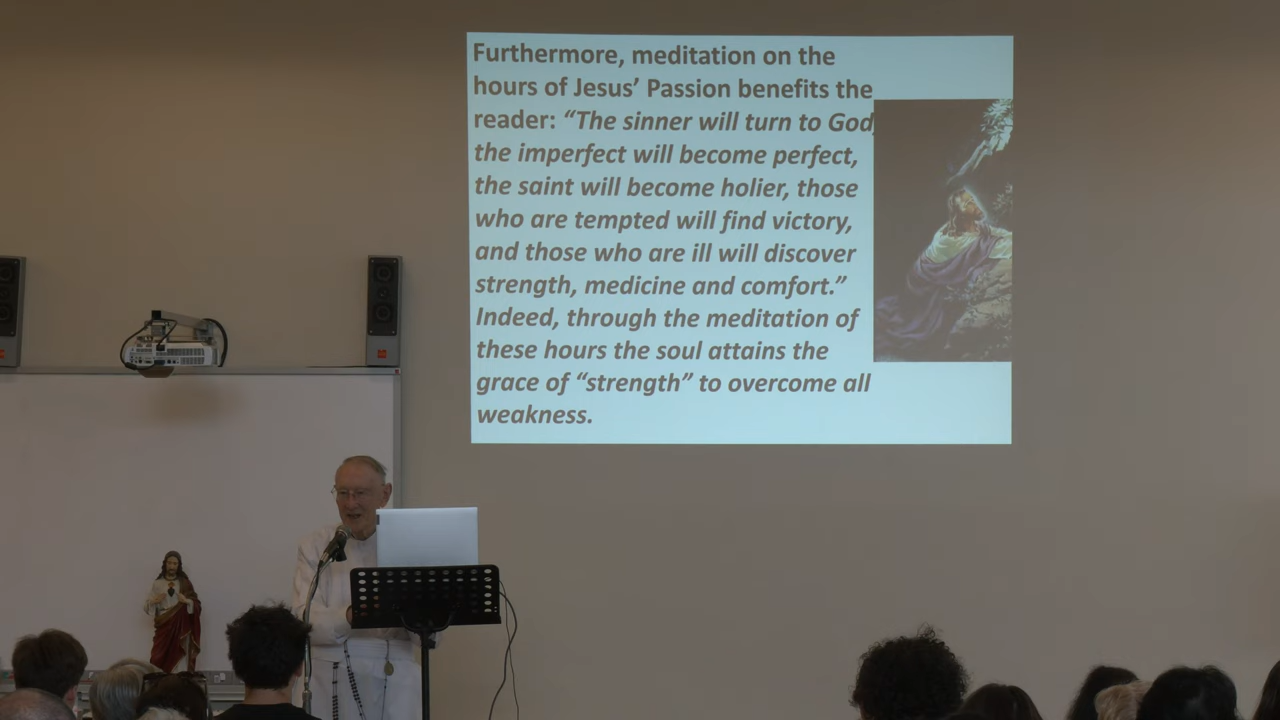 Furthermore, meditation on the
hours of Jesus’ Passion benefits the
reader: “The sinner will turn to God,
the imperfect will become perfect,
the saint will become holier, those
who are tempted will find victory,
and those who are ill will discover
strength, medicine and comfort.”
Indeed, through the meditation of
these hours the soul attains the
grace of “strength” to overcome all
weakness.